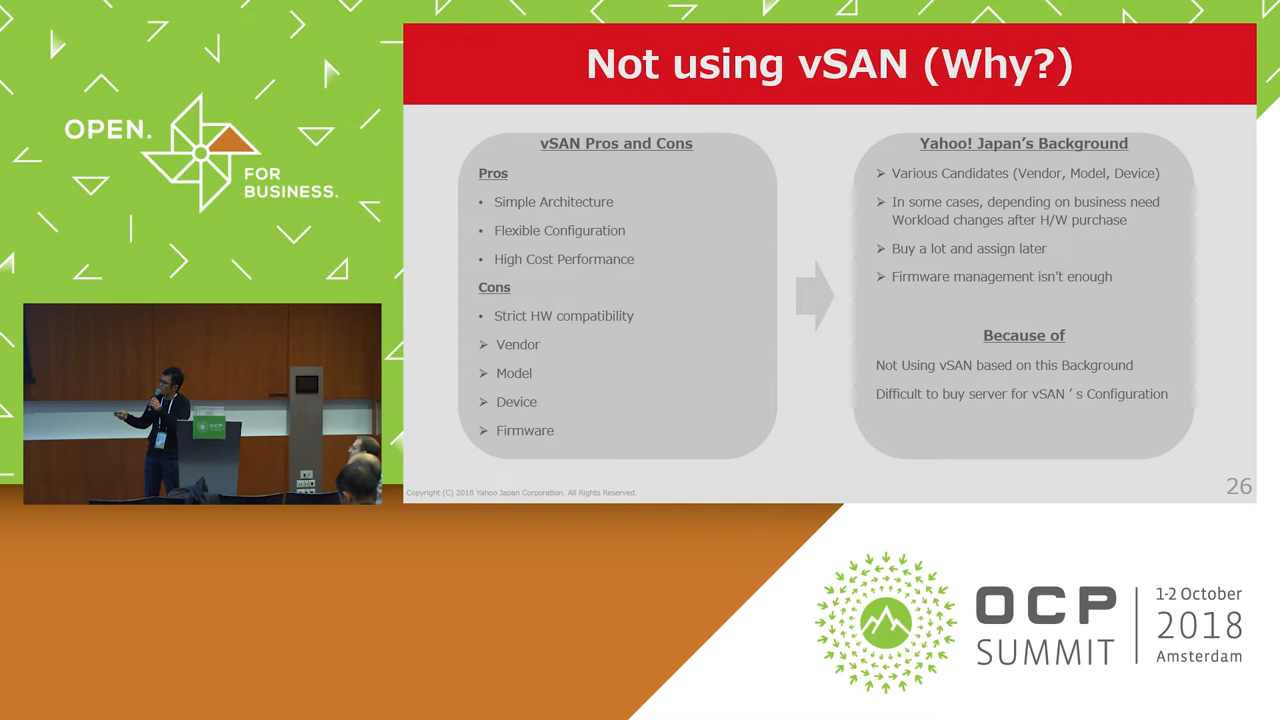 OPEN.
FOR
BUSINESS.
Not using vSAN (Why?)
vSAN Pros and Cons
Pros
• Simple Architecture
• Flexible Configuration
• High Cost Performance
Cons
• Strict HW compatibility
➢ Vendor
➢ Model
➢ Device
➢ Firmware
Yahoo! Japan's Background
➢ Various Candidates (Vendor, Model, Device)
➢ In some cases, depending on business need
Workload changes after H/W purchase
➢ Buy a lot and assign later
➢ Firmware management isn't enough
Because of
Not Using vSAN based on this Background
Difficult to buy server for vSAN ' s Configuration
Copyright (C) 2018 Yahoo Japan Corporation. All Rights Reserved.
26
OCP
SUMMIT
1-2 October
2018
Amsterdam